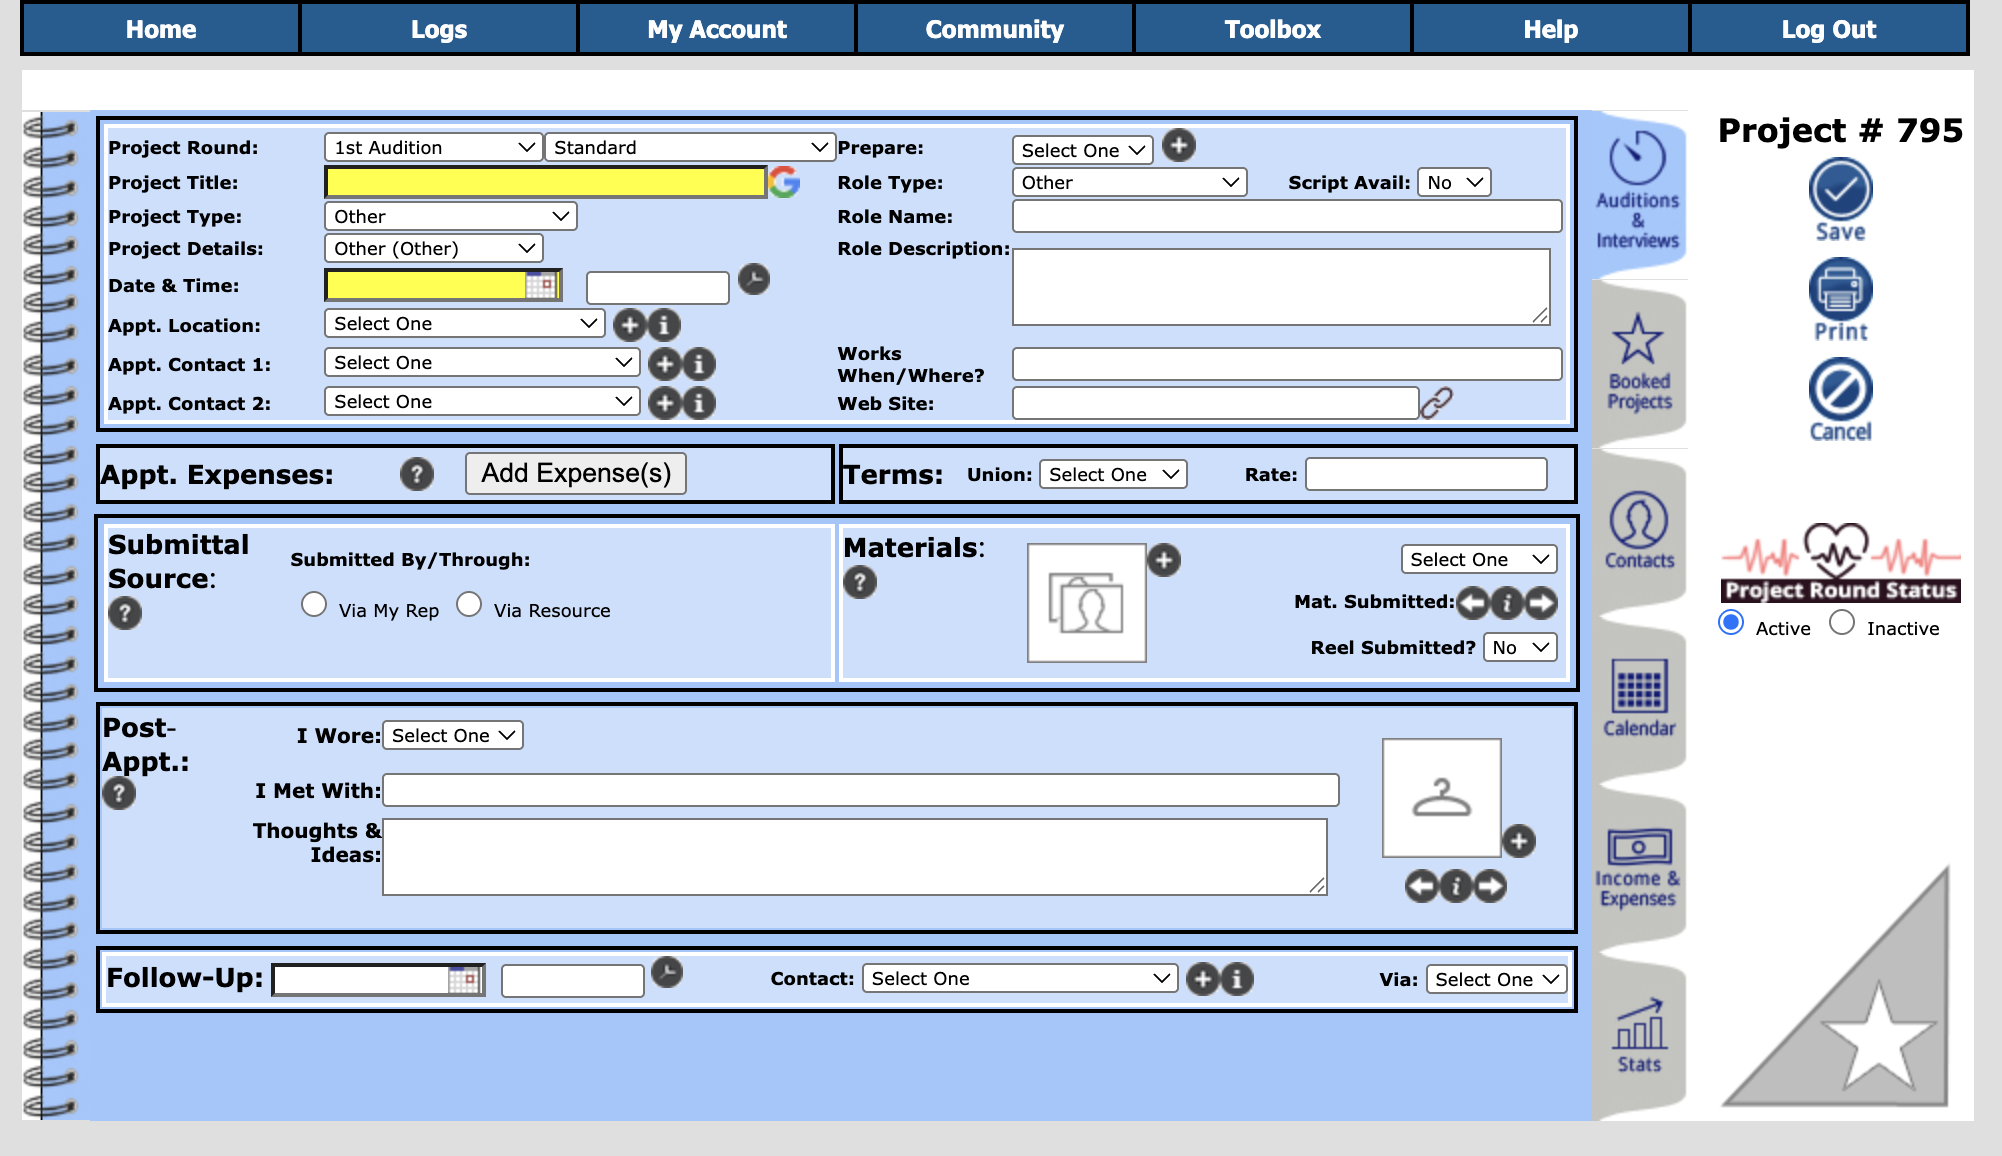 Home Logs My Account Community Toolbox Help Log Out
Project Round: 1st Audition Standard
Project Title:
Project Type: Other
Project Details: Other (Other)
Date & Time:
Appt. Location: Select One
Appt. Contact 1: Select One
Appt. Contact 2: Select One
Prepare: Select One
Role Type: Other Script Avail: No
Role Name:
Role Description:
Works
When/Where?
Web Site:
Appt. Expenses: ? Add Expense(s)
Terms: Union: Select One Rate:
Submittal
Source:
?
Submitted By/Through:
Via My Rep Via Resource
Materials:
?
Select One
Mat. Submitted:
Reel Submitted? No
Post-
Appt.:
?
I Wore: Select One
I Met With:
Thoughts &
Ideas:
Follow-Up: Contact: Select One Via: Select One
Auditions
&
Interviews
Booked
Projects
Contacts
Calendar
Income &
Expenses
Stats
Project # 795
Save
Print
Cancel
Project Round Status
Active Inactive